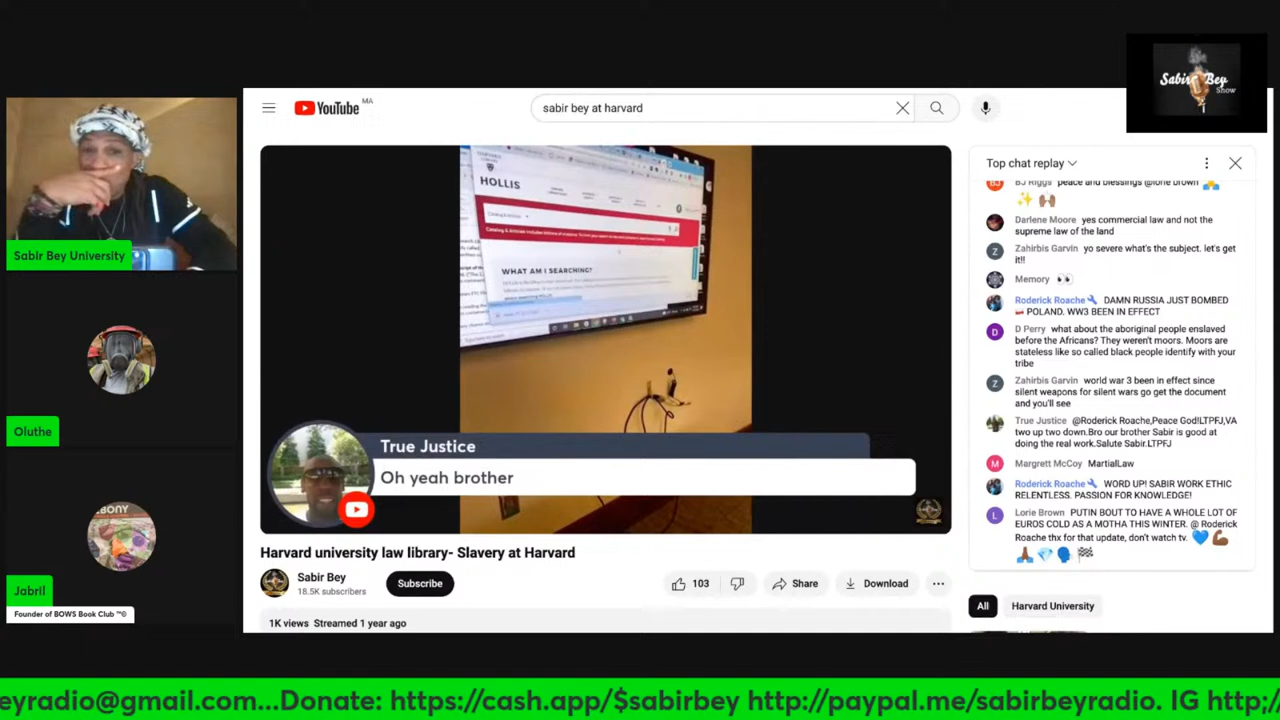 Sabir Bey
Show
YouTube MA
sabir bey at harvard
HOLLIS
WHAT AM I SEARCHING?
True Justice
Oh yeah brother
Sabir Bey University
Oluthe
EBONY
Jabril
Founder of BOWS Book Club ™©
Harvard university law library- Slavery at Harvard
Sabir Bey
18.5K subscribers
Subscribe
103
Share
Download
1K views Streamed 1 year ago
Top chat replay
BJ Riggs peace and blessings @lorie brown 🙏
✨ 🙌🏽
Darlene Moore yes commercial law and not the
supreme law of the land
Zahirbis Garvin yo severe what's the subject. let's get
it!!
Memory 👀
Roderick Roache🔧 DAMN RUSSIA JUST BOMBED
🇵🇱 POLAND. WW3 BEEN IN EFFECT
D Perry what about the aboriginal people enslaved
before the Africans? They weren't moors. Moors are
stateless like so called black people identify with your
tribe
Zahirbis Garvin world war 3 been in effect since
silent weapons for silent wars go get the document
and you'll see
True Justice @Roderick Roache,Peace God!LTPFJ,VA
two up two down.Bro our brother Sabir is good at
doing the real work.Salute Sabir.LTPFJ
Margrett McCoy MartialLaw
Roderick Roache🔧 WORD UP! SABIR WORK ETHIC
RELENTLESS. PASSION FOR KNOWLEDGE!
Lorie Brown PUTIN BOUT TO HAVE A WHOLE LOT OF
EUROS COLD AS A MOTHA THIS WINTER. @ Roderick
Roache thx for that update, don't watch tv. 💙💪🏾
🙏🏾💎🗣🏁
All
Harvard University
eyradio@gmail.com...Donate: https://cash.app/$sabirbey http://paypal.me/sabirbeyradio. IG http;/